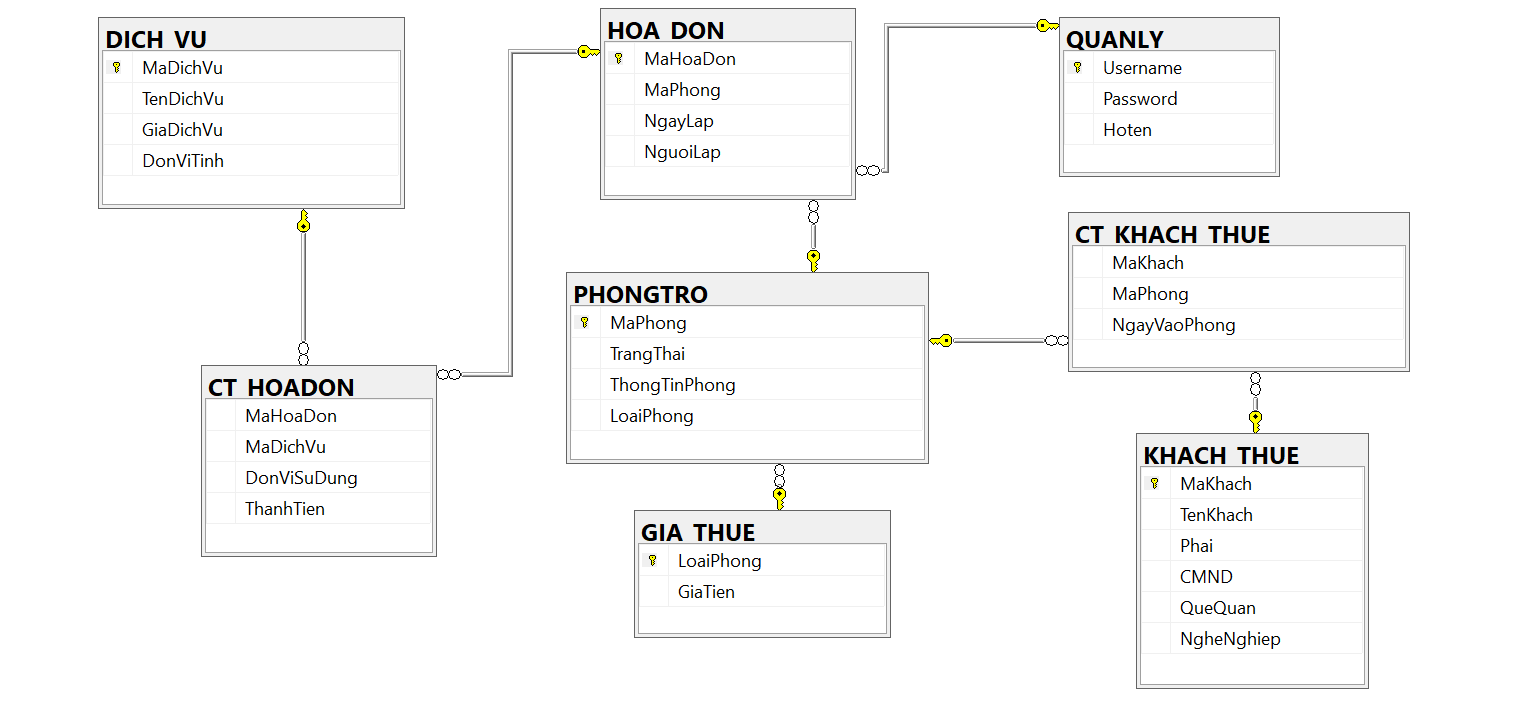 DICH_VU
MaDichVu
TenDichVu
GiaDichVu
DonViTinh
HOA_DON
MaHoaDon
MaPhong
NgayLap
NguoiLap
QUANLY
Username
Password
Hoten
CT_KHACH_THUE
MaKhach
MaPhong
NgayVaoPhong
PHONGTRO
MaPhong
TrangThai
ThongTinPhong
LoaiPhong
CT_HOADON
MaHoaDon
MaDichVu
DonViSuDung
ThanhTien
GIA_THUE
LoaiPhong
GiaTien
KHACH_THUE
MaKhach
TenKhach
Phai
CMND
QueQuan
NgheNghiep